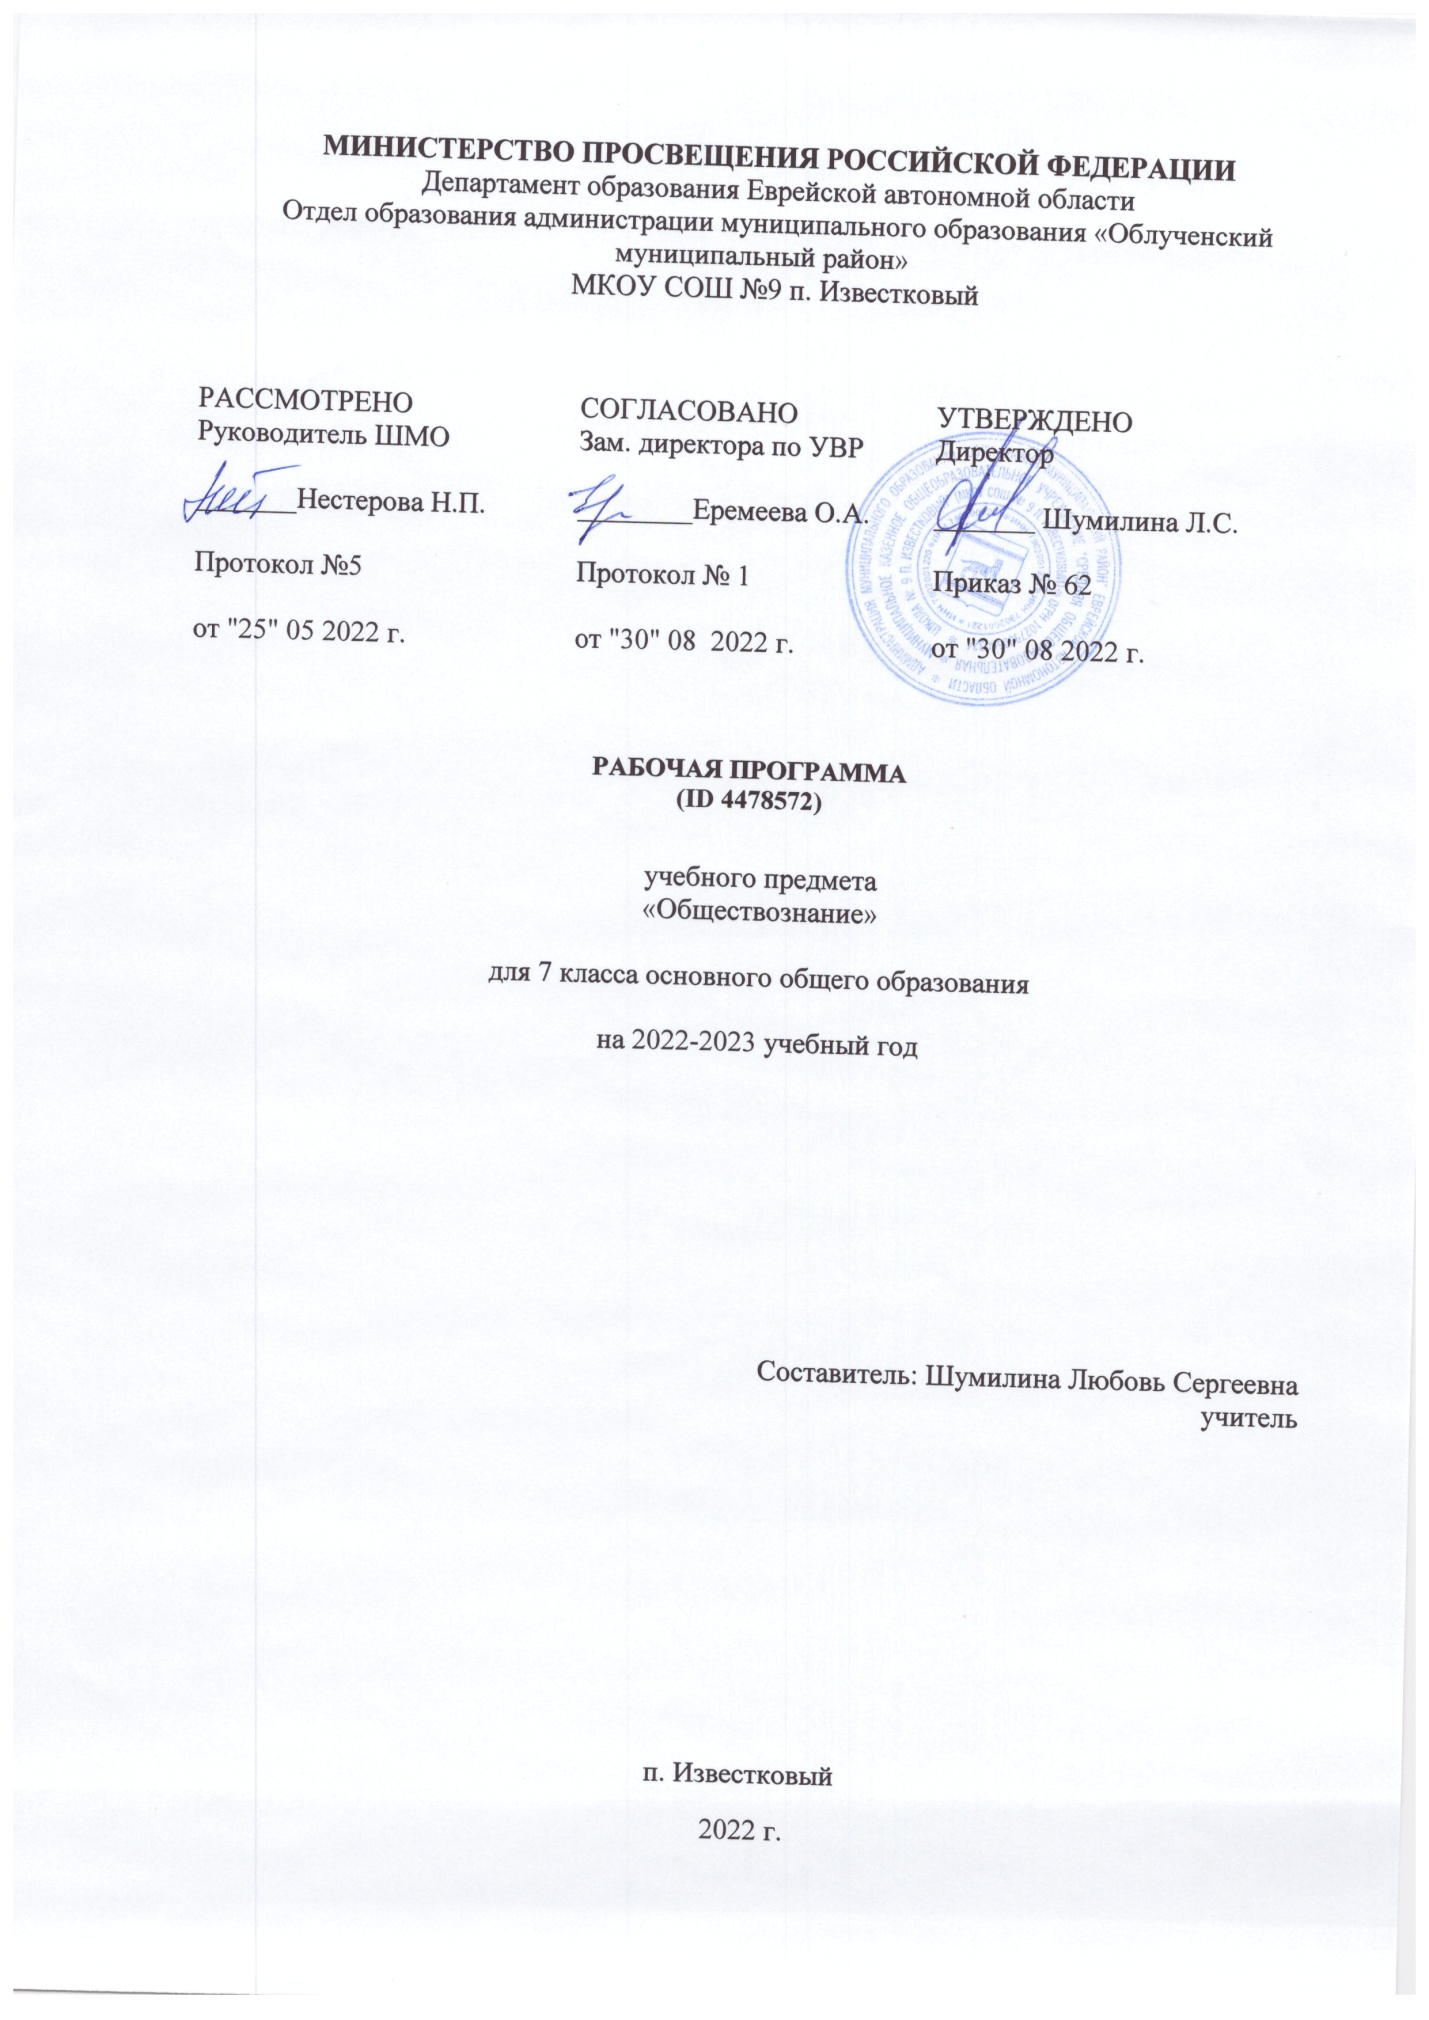 МИНИСТЕРСТВО ПРОСВЕЩЕНИЯ РОССИЙСКОЙ ФЕДЕРАЦИИ
Департамент образования Еврейской автономной области
Отдел образования администрации муниципального образования «Облученский
муниципальный район»
МКОУ СОШ №9 п. Известковый
РАССМОТРЕНО
Руководитель ШМО
_______Нестерова Н.П.
Протокол №5
от "25" 05 2022 г.
СОГЛАСОВАНО
Зам. директора по УВР
________Еремеева О.А.
Протокол № 1
от "30" 08 2022 г.
УТВЕРЖДЕНО
Директор
_______ Шумилина Л.С.
Приказ № 62
от "30" 08 2022 г.
РАБОЧАЯ ПРОГРАММА
(ID 4478572)
учебного предмета
«Обществознание»
для 7 класса основного общего образования
на 2022-2023 учебный год
Составитель: Шумилина Любовь Сергеевна
учитель
п. Известковый
2022 г.